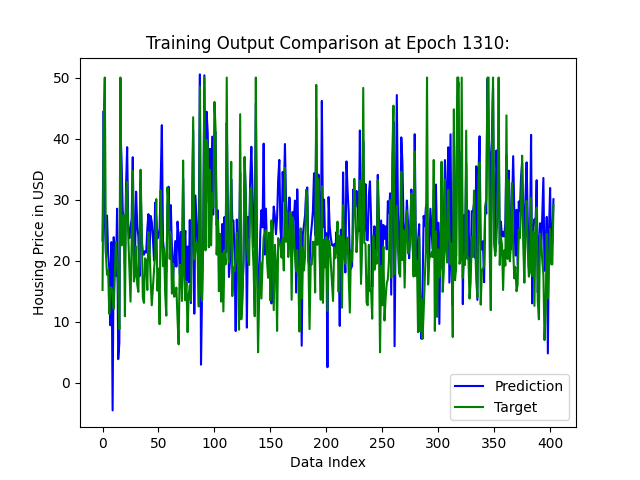 Training Output Comparison at Epoch 1310:
50
40
30
20
10
0
Housing Price in USD
Prediction
Target
0 50 100 150 200 250 300 350 400
Data Index